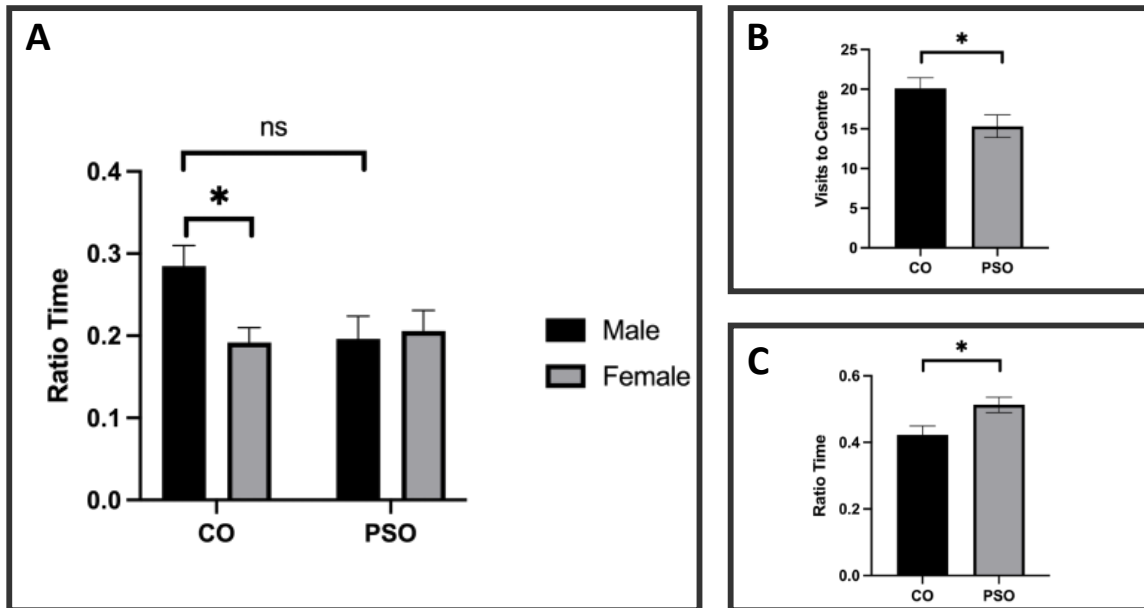 A
ns
*
0.4
0.3
0.2
0.1
0.0
Ratio Time
CO
PSO
Male
Female
B
*
25
20
15
10
5
0
Visits to Centre
CO
PSO
C
*
0.6
0.4
0.2
0.0
Ratio Time
CO
PSO